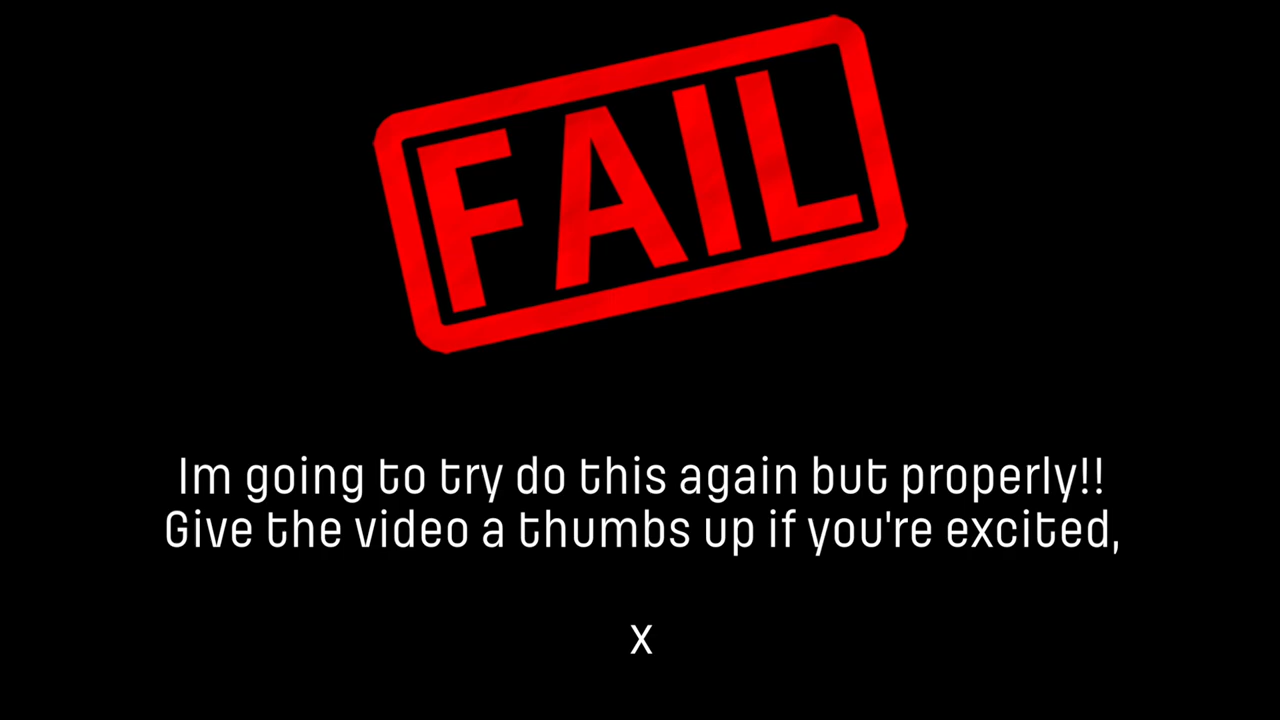 FAIL
Im going to try do this again but properly!!
Give the video a thumbs up if you're excited,
x